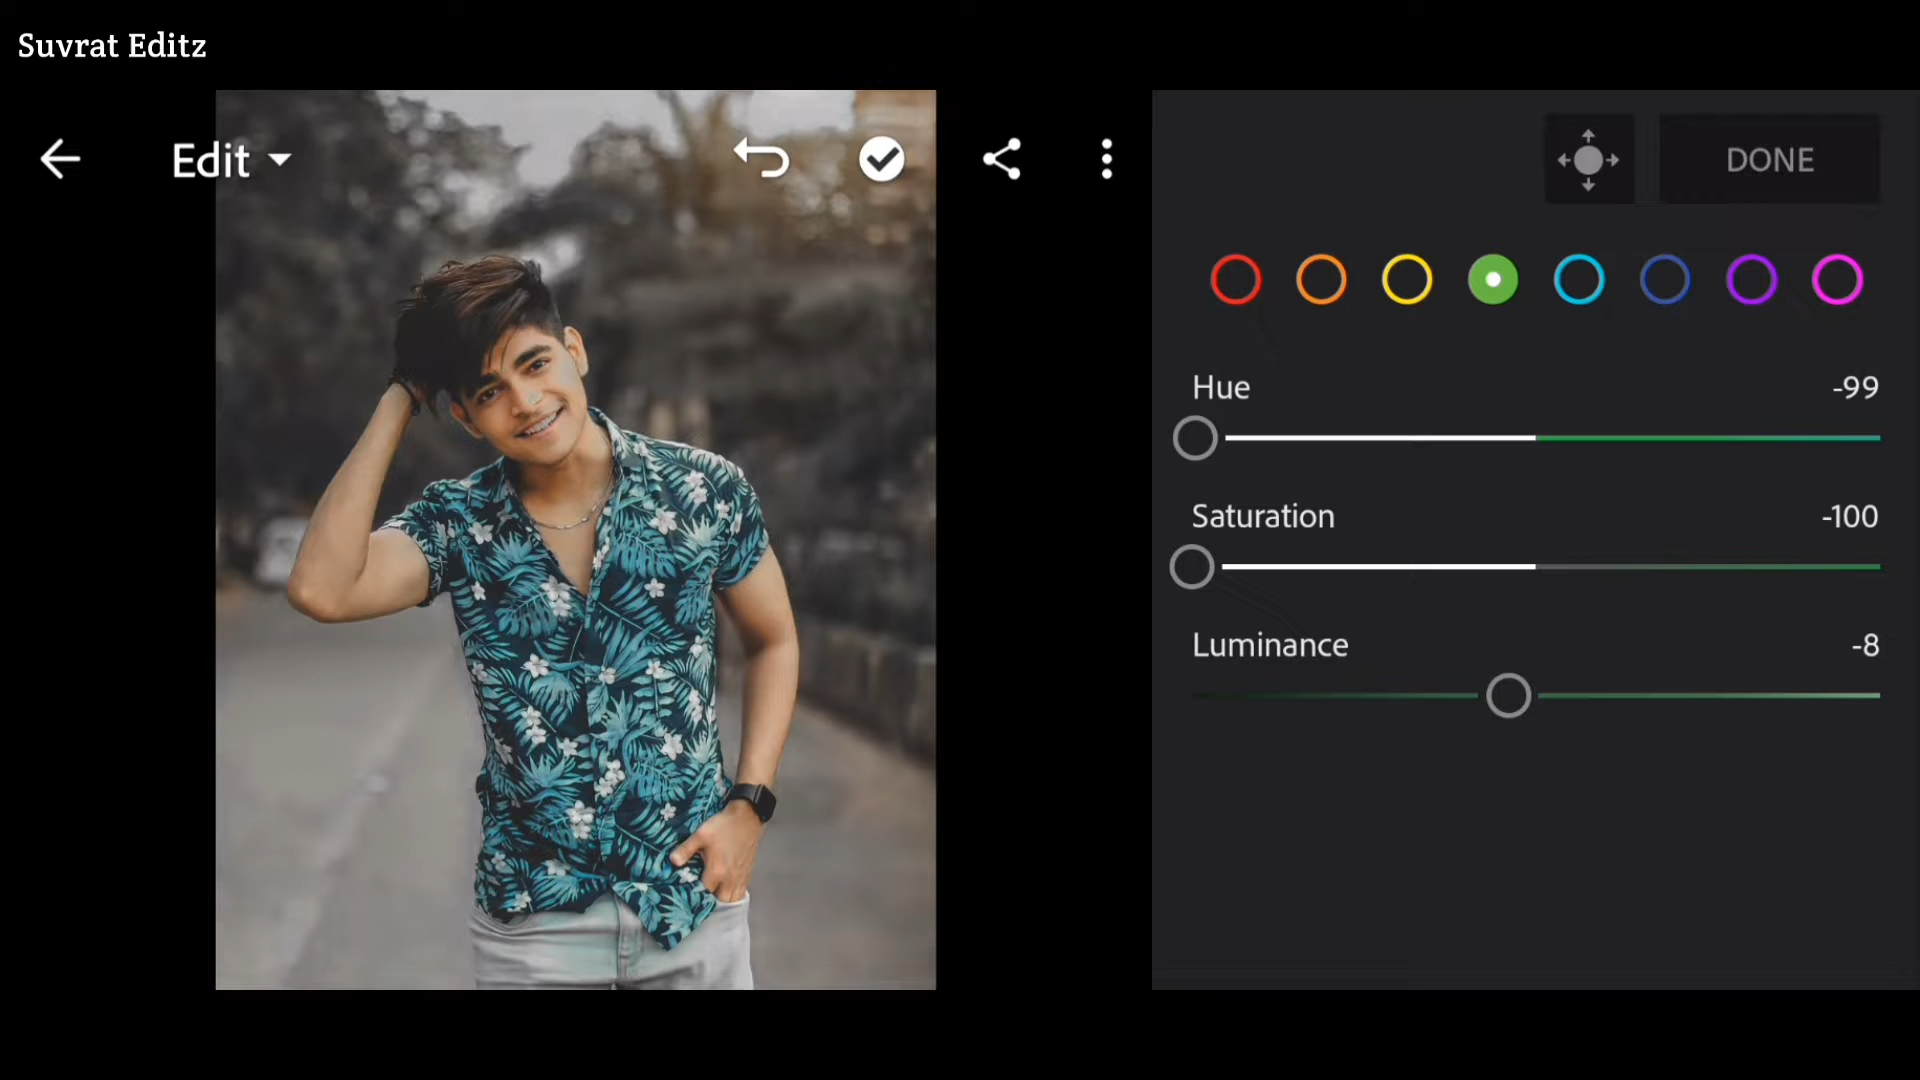 Suvrat Editz
Edit
DONE
Hue -99
Saturation -100
Luminance -8